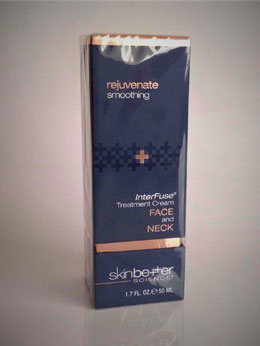 rejuvenate
smoothing
InterFuse®
Treatment Cream
FACE
and
NECK
skinbetter
SCIENCE®
1.7 FL. OZ. ℮ 50 ML